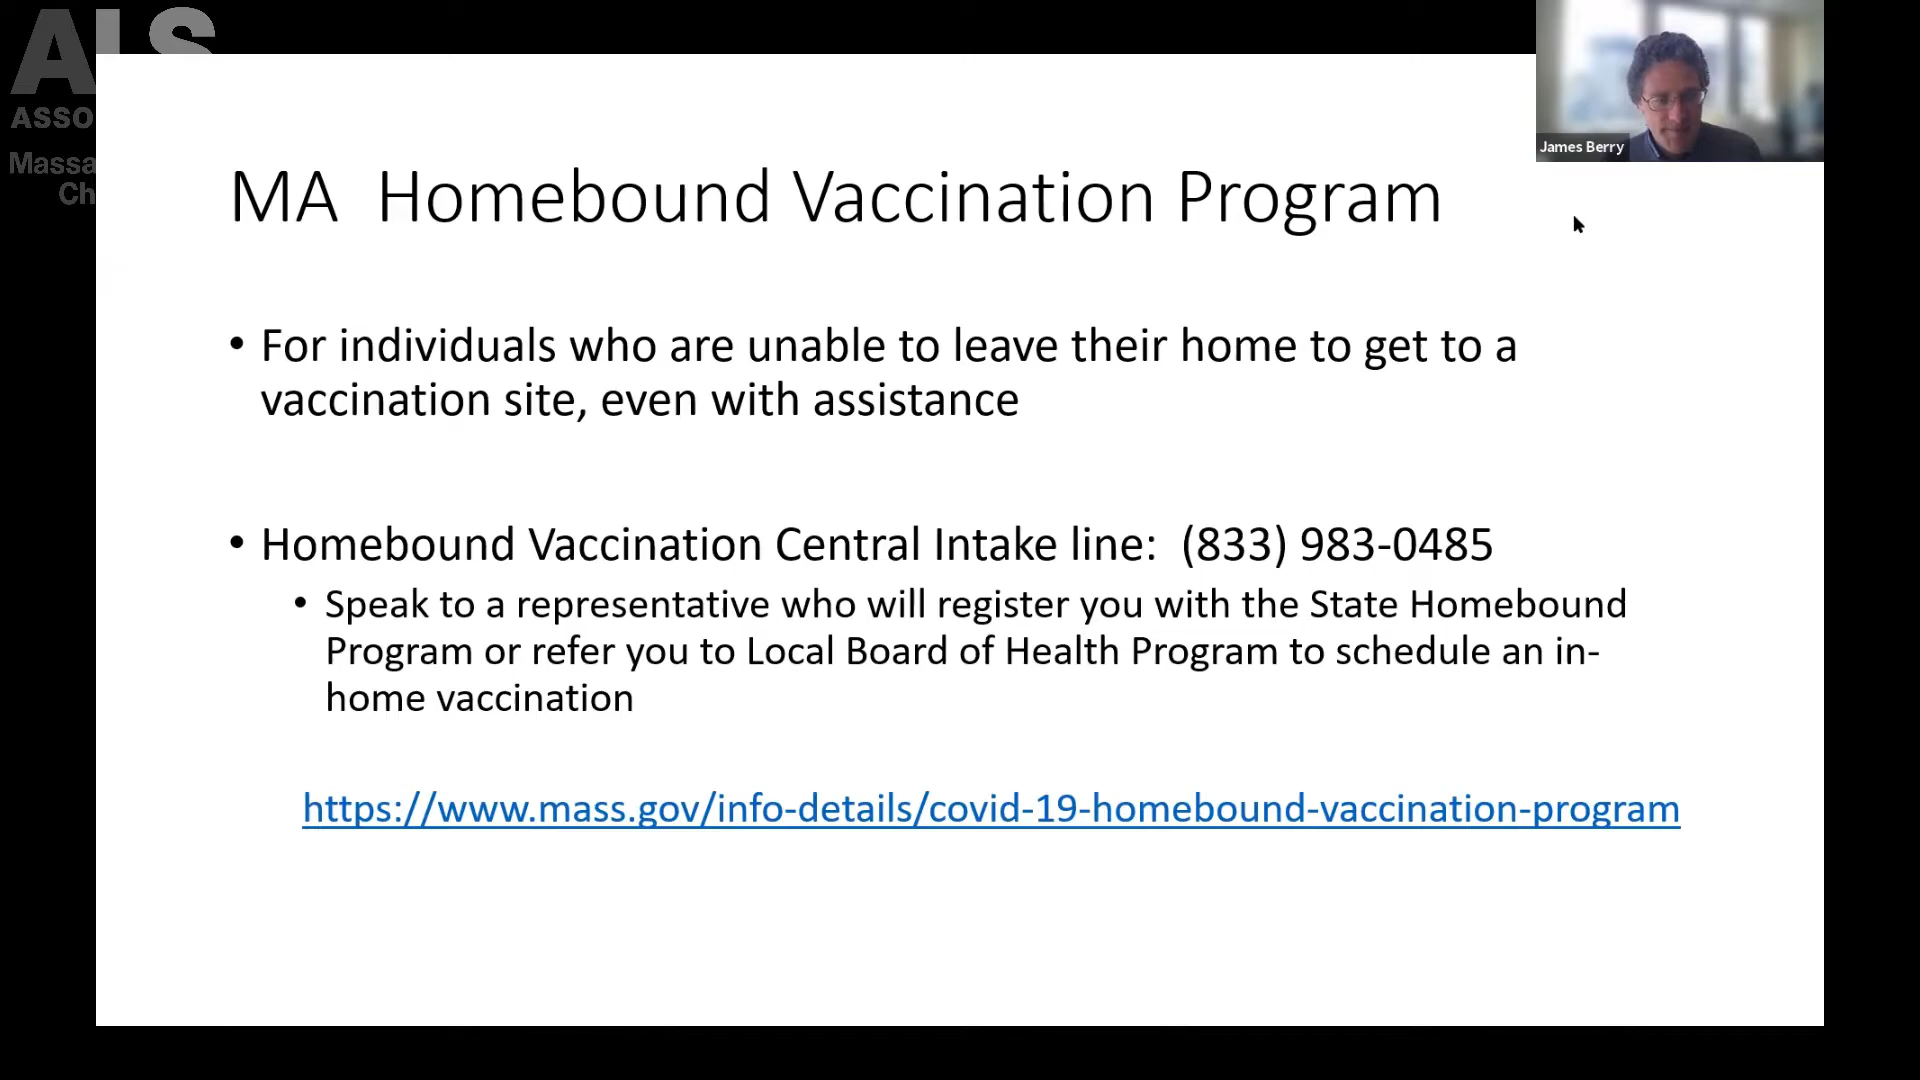 ALS
ASSO
Massa
Ch
James Berry
MA Homebound Vaccination Program
• For individuals who are unable to leave their home to get to a
vaccination site, even with assistance
• Homebound Vaccination Central Intake line: (833) 983-0485
• Speak to a representative who will register you with the State Homebound
Program or refer you to Local Board of Health Program to schedule an in-
home vaccination
https://www.mass.gov/info-details/covid-19-homebound-vaccination-program